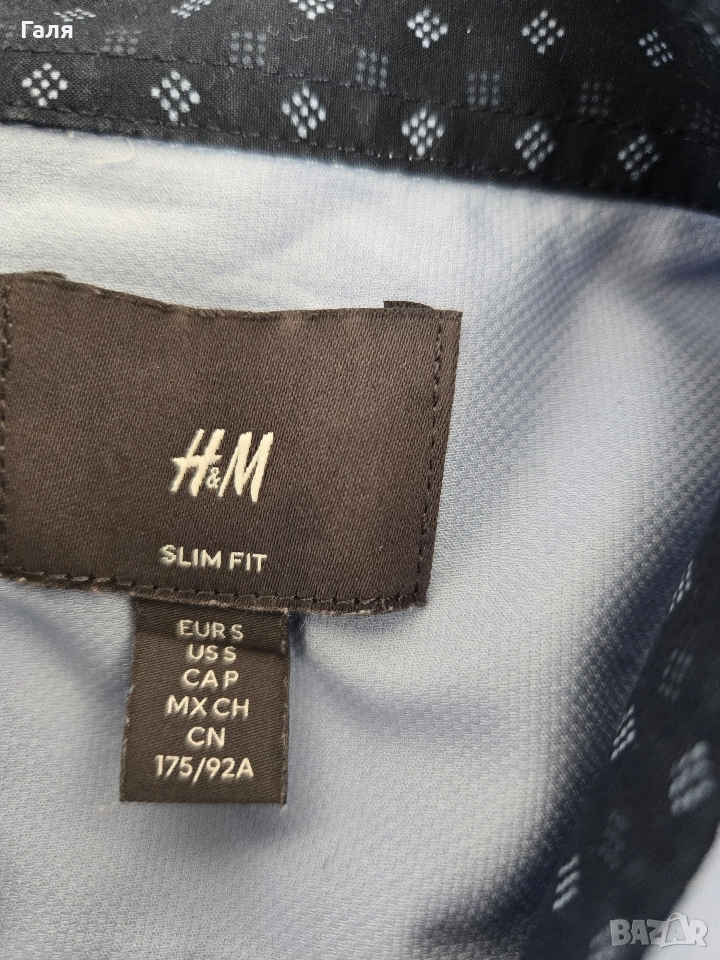 Галя
H&M
SLIM FIT
EUR S
US S
CA P
MX CH
CN
175/92A
BAZAR